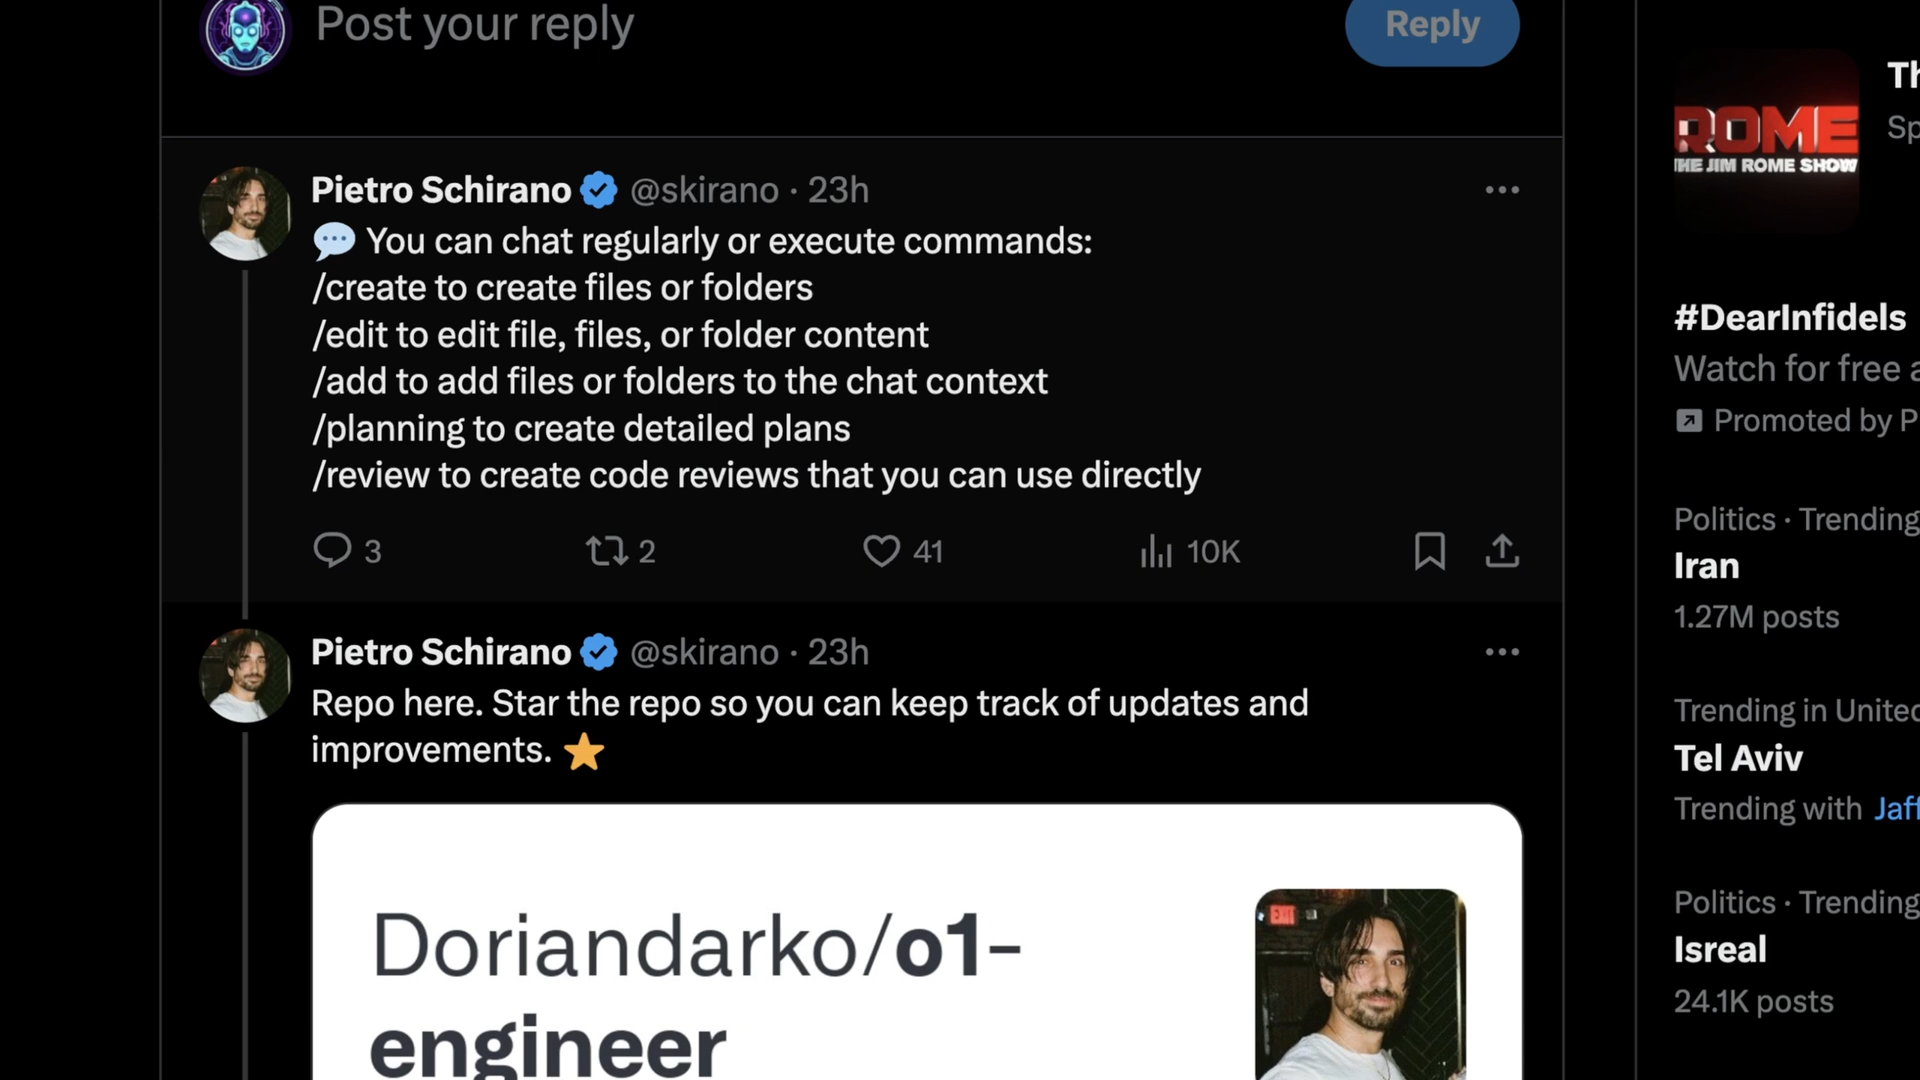 Post your reply
Reply
Pietro Schirano @skirano · 23h
You can chat regularly or execute commands:
/create to create files or folders
/edit to edit file, files, or folder content
/add to add files or folders to the chat context
/planning to create detailed plans
/review to create code reviews that you can use directly
3 2 41 10K
Pietro Schirano @skirano · 23h
Repo here. Star the repo so you can keep track of updates and
improvements.
Doriandarko/o1-
engineer
ROME
THE JIM ROME SHOW
#DearInfidels
Watch for free
Promoted by
Politics · Trending
Iran
1.27M posts
Trending in United
Tel Aviv
Trending with
Politics · Trending
Isreal
24.1K posts